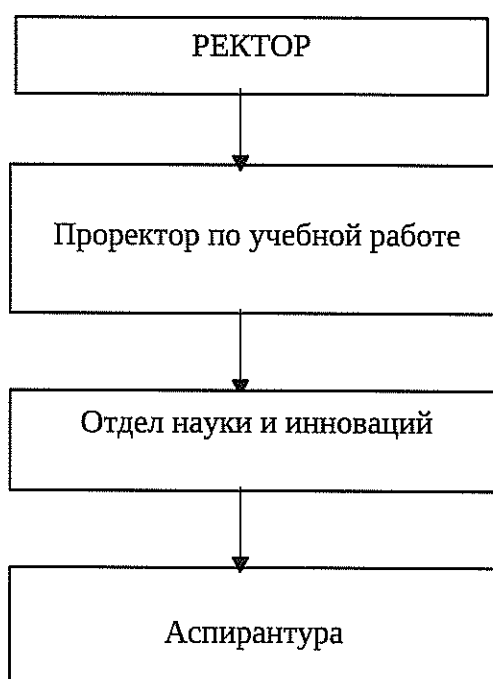 РЕКТОР
Проректор по учебной работе
Отдел науки и инноваций
Аспирантура